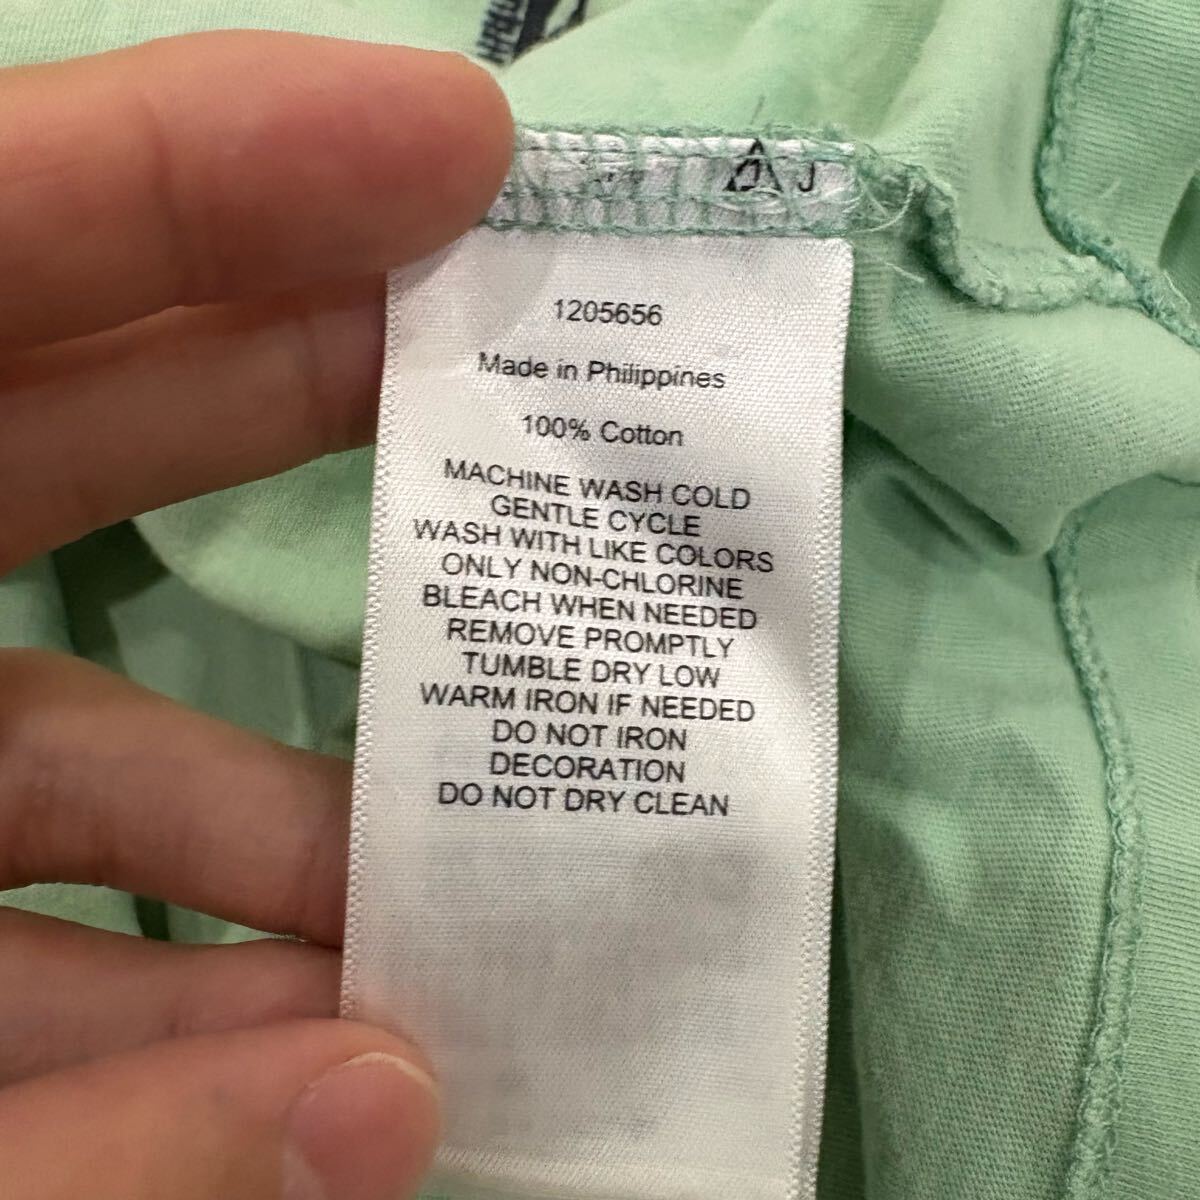 J
1205656
Made in Philippines
100% Cotton
MACHINE WASH COLD
GENTLE CYCLE
WASH WITH LIKE COLORS
ONLY NON-CHLORINE
BLEACH WHEN NEEDED
REMOVE PROMPTLY
TUMBLE DRY LOW
WARM IRON IF NEEDED
DO NOT IRON
DECORATION
DO NOT DRY CLEAN